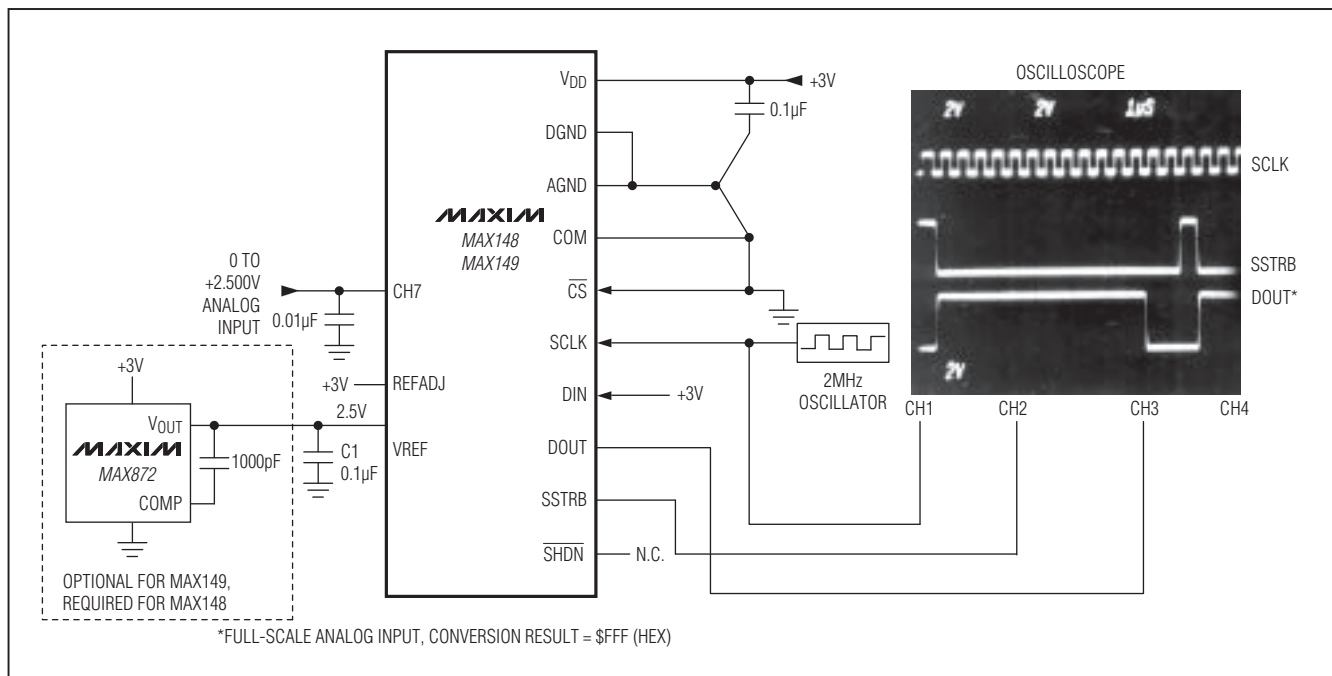 OSCILLOSCOPE
2V 2V 1µS
SCLK
SSTRB
DOUT*
2V
CH1 CH2 CH3 CH4
VDD
+3V
0.1µF
DGND
AGND
COM
CS
SCLK
2MHz
OSCILLATOR
DIN
+3V
DOUT
SSTRB
SHDN
N.C.
MAXIM
MAX148
MAX149
0 TO
+2.500V
ANALOG
INPUT
CH7
0.01µF
+3V
REFADJ
2.5V
VREF
C1
0.1µF
+3V
VOUT
MAXIM
MAX872
COMP
1000pF
OPTIONAL FOR MAX149,
REQUIRED FOR MAX148
*FULL-SCALE ANALOG INPUT, CONVERSION RESULT = $FFF (HEX)